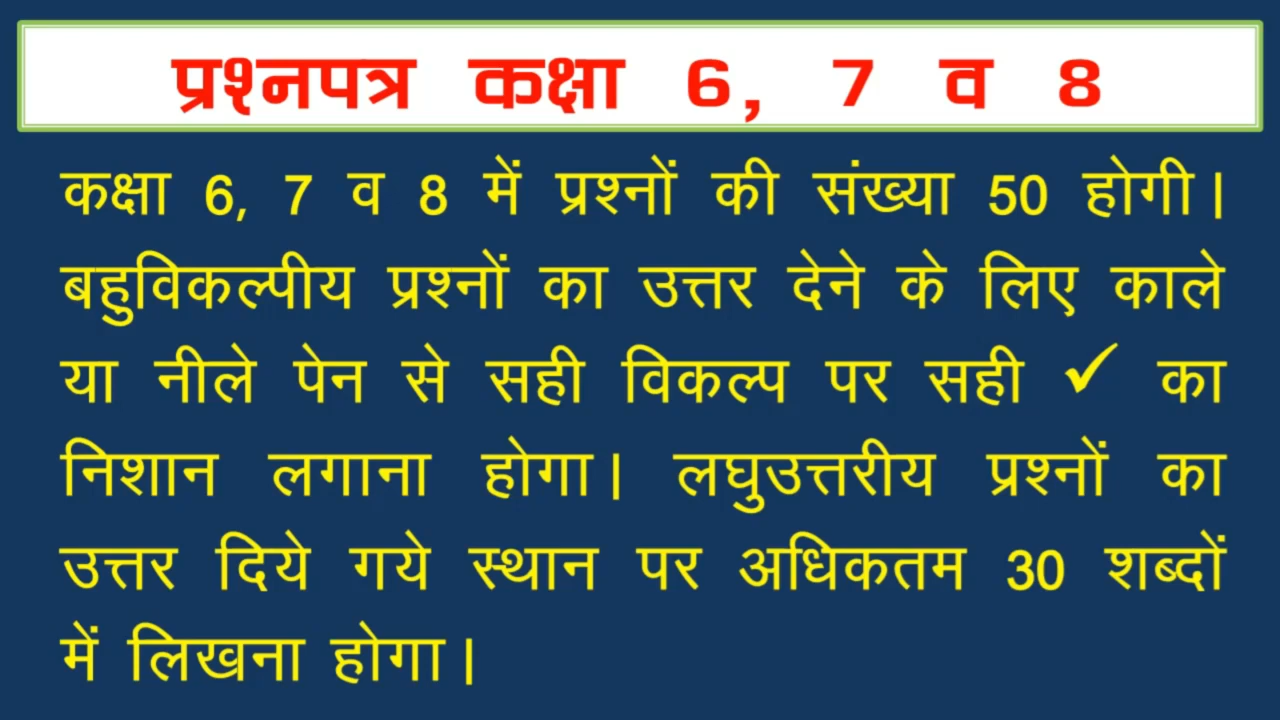 प्रश्नपत्र कक्षा 6, 7 व 8
कक्षा 6, 7 व 8 में प्रश्नों की संख्या 50 होगी।
बहुविकल्पीय प्रश्नों का उत्तर देने के लिए काले
या नीले पेन से सही विकल्प पर सही ✓ का
निशान लगाना होगा। लघुउत्तरीय प्रश्नों का
उत्तर दिये गये स्थान पर अधिकतम 30 शब्दों
में लिखना होगा।